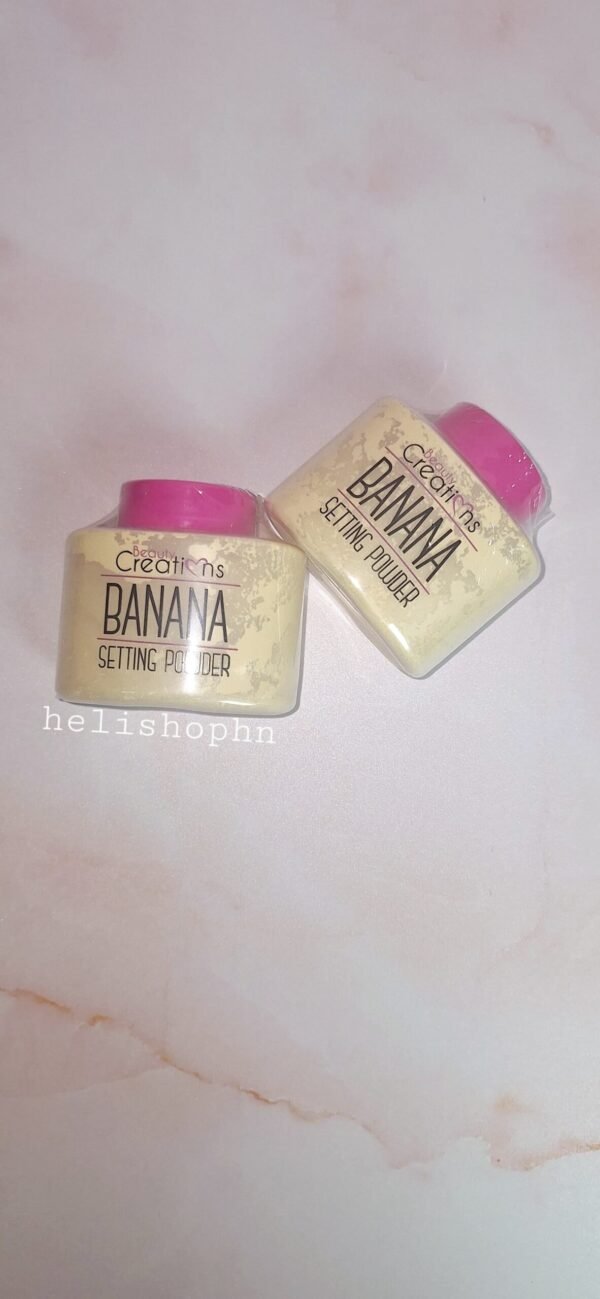 Beauty
Creations
BANANA
SETTING POWDER
Beauty
Creations
BANANA
SETTING POWDER
helishophn